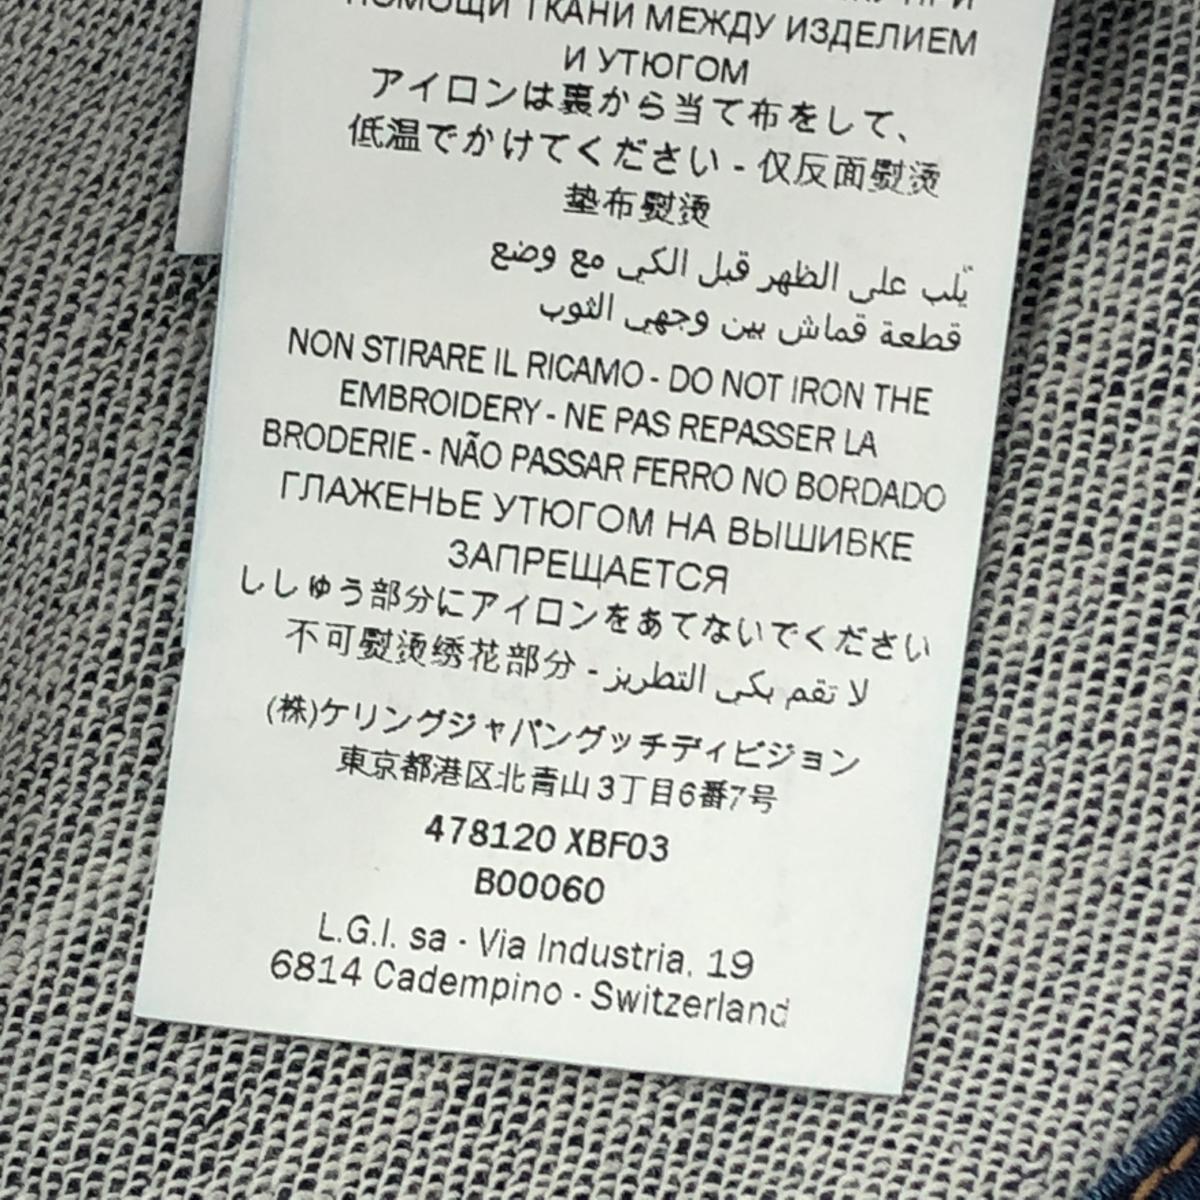 ПОМОЩИ ТКАНИ МЕЖДУ ИЗДЕЛИЕМ
И УТЮГОМ
アイロンは裏から当て布をして、
低温でかけてください - 仅反面熨烫
垫布熨烫
يُلب على الظهر قبل الكي مع وضع
قطعة قماش بين وجهي الثوب
NON STIRARE IL RICAMO - DO NOT IRON THE
EMBROIDERY - NE PAS REPASSER LA
BRODERIE - NÃO PASSAR FERRO NO BORDADO
ГЛАЖЕНЬЕ УТЮГОМ НА ВЫШИВКЕ
ЗАПРЕЩАЕТСЯ
ししゅう部分にアイロンをあてないでください
不可熨烫绣花部分 - لا تقم بكي التطريز
(株)ケリングジャパングッチディビジョン
東京都港区北青山3丁目6番7号
478120 XBF03
B00060
L.G.I. sa - Via Industria, 19
6814 Cadempino - Switzerland